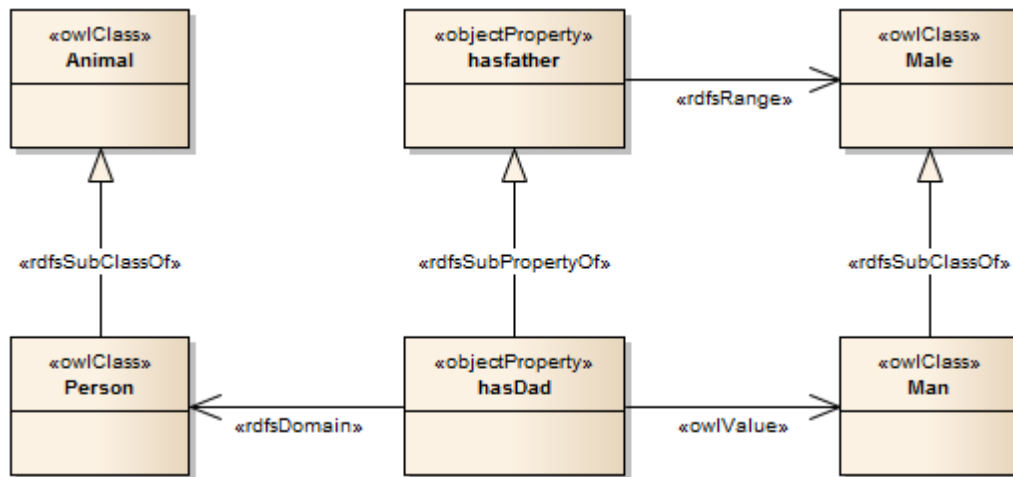 «owlClass»
Animal
«objectProperty»
hasfather
«owlClass»
Male
«rdfsRange»
«rdfsSubClassOf»
«rdfsSubPropertyOf»
«rdfsSubClassOf»
«owlClass»
Person
«objectProperty»
hasDad
«owlClass»
Man
«rdfsDomain»
«owlValue»